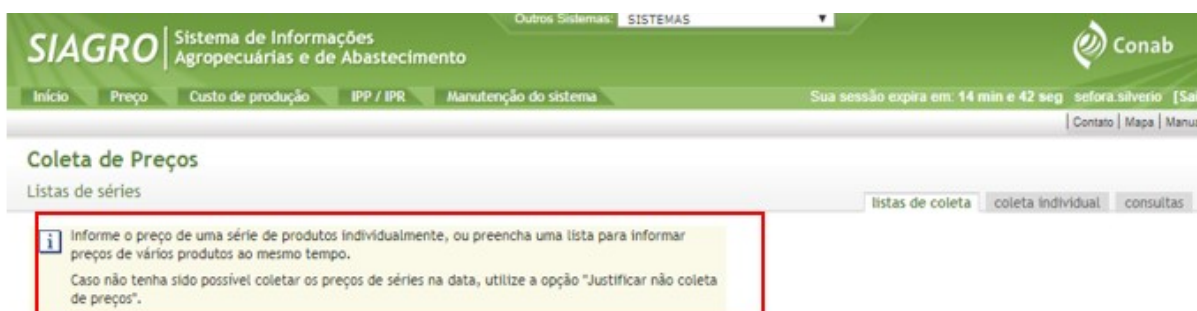 Outros Sistemas: SISTEMAS
SIAGRO Sistema de Informações
Agropecuárias e de Abastecimento
Conab
Início Preço Custo de produção IPP / IPR Manutenção do sistema Sua sessão expira em: 14 min e 42 seg sefora.silverio [Sai
Contato | Mapa | Manua
Coleta de Preços
Listas de séries
listas de coleta coleta individual consultas
i Informe o preço de uma série de produtos individualmente, ou preencha uma lista para informar
preços de vários produtos ao mesmo tempo.
Caso não tenha sido possível coletar os preços de séries na data, utilize a opção "Justificar não coleta
de preços".